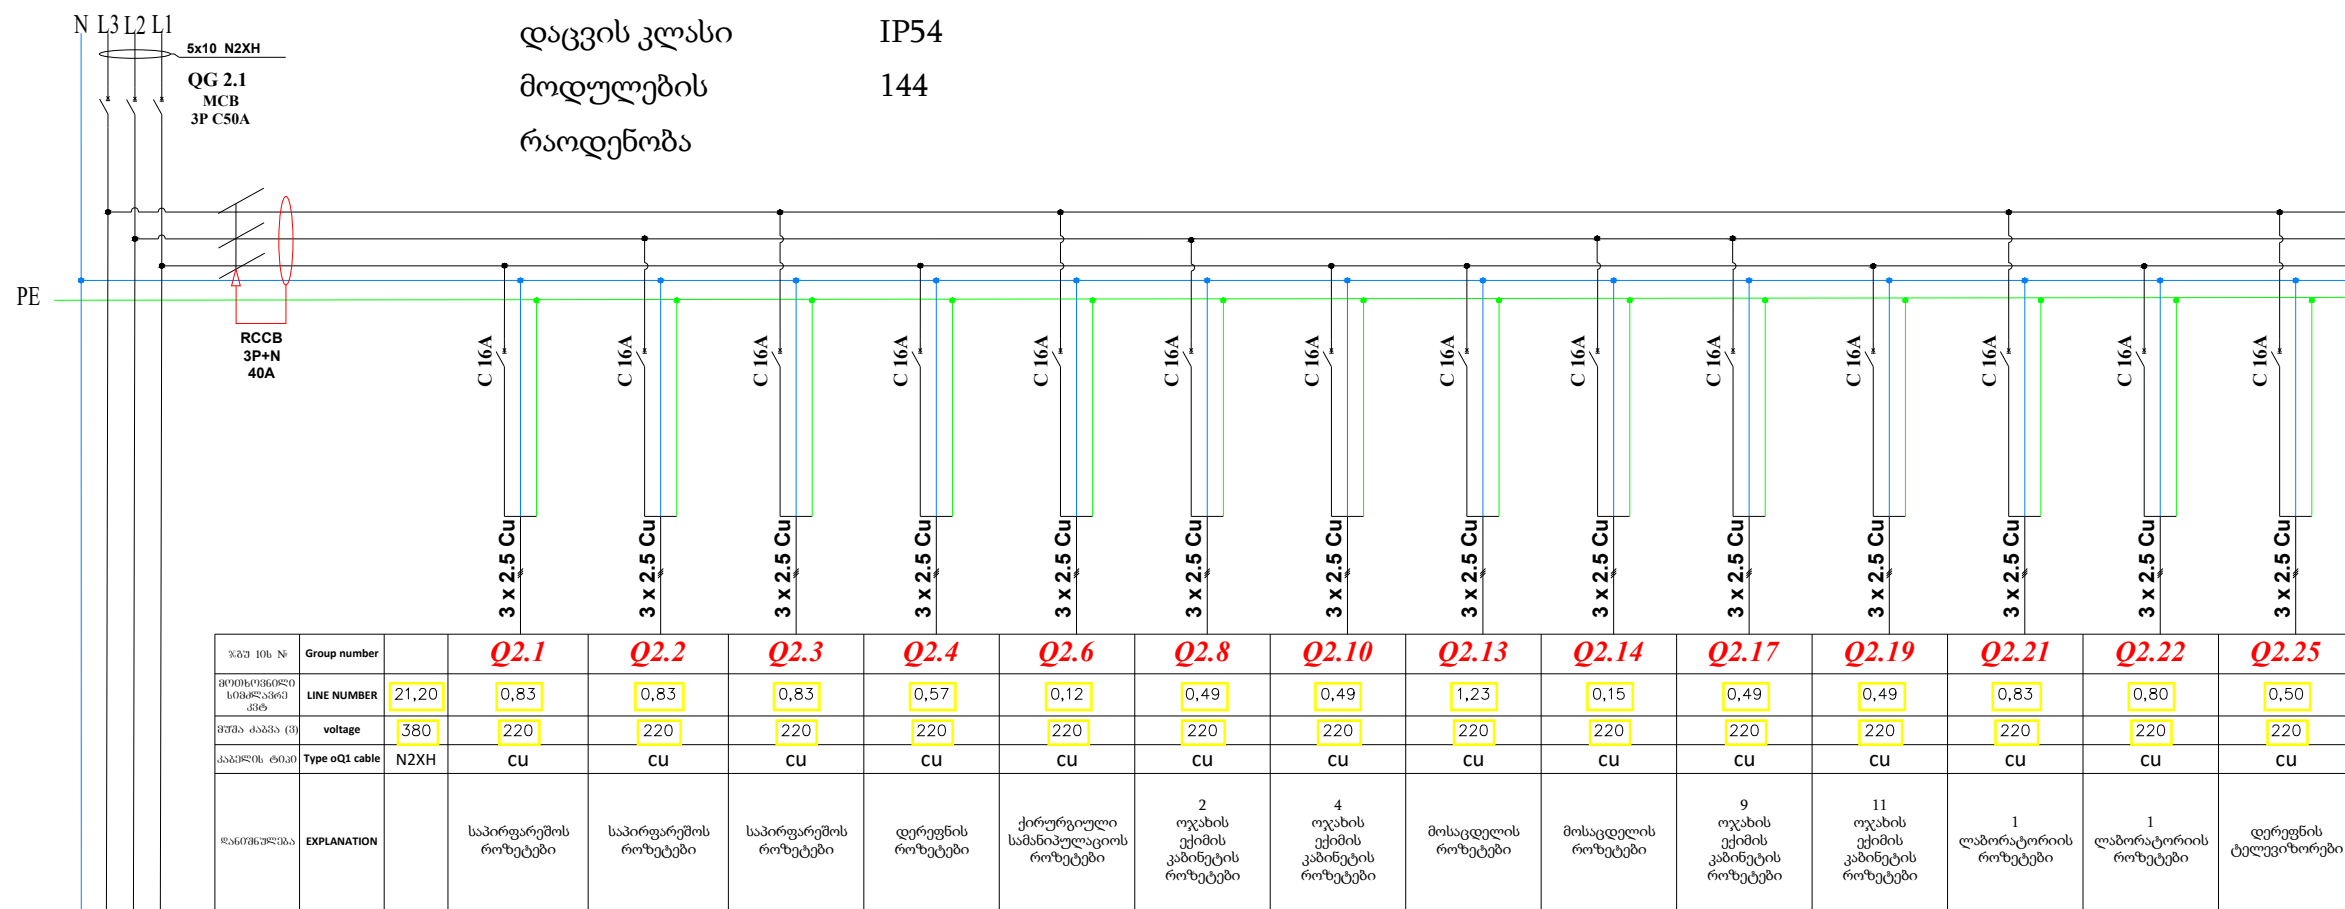 N L3 L2 L1
5x10 N2XH
QG 2.1
MCB
3P C50A
დაცვის კლასი IP54
მოდულების 144
რაოდენობა
PE
RCCB
3P+N
40A
C 16A C 16A C 16A C 16A C 16A C 16A C 16A C 16A C 16A C 16A C 16A C 16A C 16A C 16A
3 x 2.5 Cu 3 x 2.5 Cu 3 x 2.5 Cu 3 x 2.5 Cu 3 x 2.5 Cu 3 x 2.5 Cu 3 x 2.5 Cu 3 x 2.5 Cu 3 x 2.5 Cu 3 x 2.5 Cu 3 x 2.5 Cu 3 x 2.5 Cu 3 x 2.5 Cu 3 x 2.5 Cu
Group number Q2.1 Q2.2 Q2.3 Q2.4 Q2.6 Q2.8 Q2.10 Q2.13 Q2.14 Q2.17 Q2.19 Q2.21 Q2.22 Q2.25
მოთხოვნილი
სიმძლავრე
კვტ
LINE NUMBER 21,20 0,83 0,83 0,83 0,57 0,12 0,49 0,49 1,23 0,15 0,49 0,49 0,83 0,80 0,50
მუშა ძაბვა (ვ) voltage 380 220 220 220 220 220 220 220 220 220 220 220 220 220 220
კაბელის ტიპი Type oQ1 cable N2XH cu cu cu cu cu cu cu cu cu cu cu cu cu cu
დანიშნულება EXPLANATION
საპირფარეშოს
როზეტები
საპირფარეშოს
როზეტები
საპირფარეშოს
როზეტები
დერეფნის
როზეტები
ქირურგიული
სამანიპულაციოს
როზეტები
2
ოჯახის
ექიმის
კაბინეტის
როზეტები
4
ოჯახის
ექიმის
კაბინეტის
როზეტები
მოსაცდელის
როზეტები
მოსაცდელის
როზეტები
9
ოჯახის
ექიმის
კაბინეტის
როზეტები
11
ოჯახის
ექიმის
კაბინეტის
როზეტები
1
ლაბორატორიის
როზეტები
1
ლაბორატორიის
როზეტები
დერეფნის
ტელევიზორები